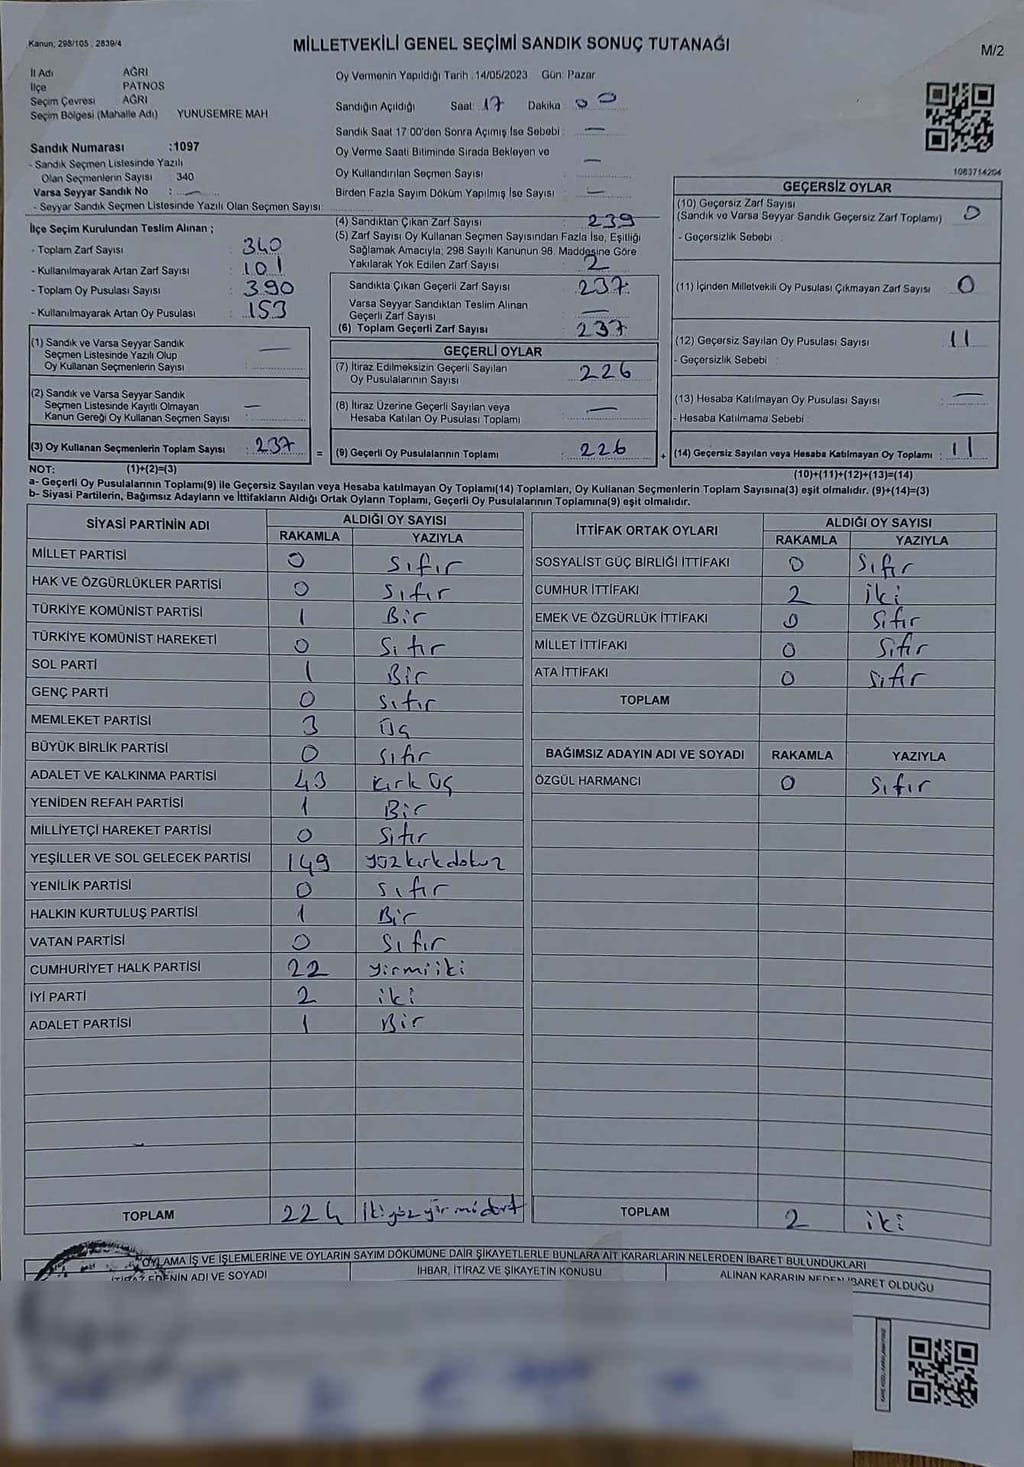 Kanun; 298/105 , 2839/4
MİLLETVEKİLİ GENEL SEÇİMİ SANDIK SONUÇ TUTANAĞI
M/2
İl Adı AĞRI
İlçe PATNOS
Seçim Çevresi AĞRI
Seçim Bölgesi (Mahalle Adı) YUNUSEMRE MAH
Sandık Numarası :1097
- Sandık Seçmen Listesinde Yazılı
Olan Seçmenlerin Sayısı 340
Varsa Seyyar Sandık No : —
- Seyyar Sandık Seçmen Listesinde Yazılı Olan Seçmen Sayısı:
İlçe Seçim Kurulundan Teslim Alınan ;
- Toplam Zarf Sayısı : 340
- Kullanılmayarak Artan Zarf Sayısı : 101
- Toplam Oy Pusulası Sayısı : 390
- Kullanılmayarak Artan Oy Pusulası : 153
(1) Sandık ve Varsa Seyyar Sandık
Seçmen Listesinde Yazılı Olup
Oy Kullanan Seçmenlerin Sayısı : —
(2) Sandık ve Varsa Seyyar Sandık
Seçmen Listesinde Kayıtlı Olmayan
Kanun Gereği Oy Kullanan Seçmen Sayısı : —
(3) Oy Kullanan Seçmenlerin Toplam Sayısı : 237
Oy Vermenin Yapıldığı Tarih : 14/05/2023 Gün: Pazar
Sandığın Açıldığı Saat: 17 Dakika 00
Sandık Saat 17:00'den Sonra Açımış İse Sebebi : —
Oy Verme Saati Bitiminde Sırada Bekleyen ve
Oy Kullandırılan Seçmen Sayısı : —
Birden Fazla Sayım Döküm Yapılmış İse Sayısı : —
(4) Sandıktan Çıkan Zarf Sayısı : 239
(5) Zarf Sayısı Oy Kullanan Seçmen Sayısından Fazla İse, Eşitliği
Sağlamak Amacıyla; 298 Sayılı Kanunun 98. Maddesine Göre
Yakılarak Yok Edilen Zarf Sayısı : 2
Sandıkta Çıkan Geçerli Zarf Sayısı : 237
Varsa Seyyar Sandıktan Teslim Alınan
Geçerli Zarf Sayısı : —
(6) Toplam Geçerli Zarf Sayısı : 237
GEÇERLİ OYLAR
(7) İtiraz Edilmeksizin Geçerli Sayılan
Oy Pusulalarının Sayısı : 226
(8) İtiraz Üzerine Geçerli Sayılan veya
Hesaba Katılan Oy Pusulası Toplamı : —
= (9) Geçerli Oy Pusulalarının Toplamı : 226
1083714204
GEÇERSİZ OYLAR
(10) Geçersiz Zarf Sayısı
(Sandık ve Varsa Seyyar Sandık Geçersiz Zarf Toplamı) : 0
- Geçersizlik Sebebi :
(11) İçinden Milletvekili Oy Pusulası Çıkmayan Zarf Sayısı : 0
(12) Geçersiz Sayılan Oy Pusulası Sayısı : 11
- Geçersizlik Sebebi :
(13) Hesaba Katılmayan Oy Pusulası Sayısı : —
- Hesaba Katılmama Sebebi :
+ (14) Geçersiz Sayılan veya Hesaba Katılmayan Oy Toplamı : 11
NOT: (1)+(2)=(3) (10)+(11)+(12)+(13)=(14)
a- Geçerli Oy Pusulalarının Toplamı(9) ile Geçersiz Sayılan veya Hesaba katılmayan Oy Toplamı(14) Toplamları, Oy Kullanan Seçmenlerin Toplam Sayısına(3) eşit olmalıdır. (9)+(14)=(3)
b- Siyasi Partilerin, Bağımsız Adayların ve İttifakların Aldığı Ortak Oyların Toplamı, Geçerli Oy Pusulalarının Toplamına(9) eşit olmalıdır.
SİYASİ PARTİNİN ADI ALDIĞI OY SAYISI
RAKAMLA YAZIYLA
MİLLET PARTİSİ 0 Sıfır
HAK VE ÖZGÜRLÜKLER PARTİSİ 0 Sıfır
TÜRKİYE KOMÜNİST PARTİSİ 1 Bir
TÜRKİYE KOMÜNİST HAREKETİ 0 Sıfır
SOL PARTİ 1 Bir
GENÇ PARTİ 0 Sıfır
MEMLEKET PARTİSİ 3 Üç
BÜYÜK BİRLİK PARTİSİ 0 Sıfır
ADALET VE KALKINMA PARTİSİ 43 Kırk Üç
YENİDEN REFAH PARTİSİ 1 Bir
MİLLİYETÇİ HAREKET PARTİSİ 0 Sıfır
YEŞİLLER VE SOL GELECEK PARTİSİ 149 yüz kırk dokuz
YENİLİK PARTİSİ 0 Sıfır
HALKIN KURTULUŞ PARTİSİ 1 Bir
VATAN PARTİSİ 0 Sıfır
CUMHURİYET HALK PARTİSİ 22 yirmi iki
İYİ PARTİ 2 iki
ADALET PARTİSİ 1 Bir
TOPLAM 224 İki yüz yirmi dört
İTTİFAK ORTAK OYLARI ALDIĞI OY SAYISI
RAKAMLA YAZIYLA
SOSYALİST GÜÇ BİRLİĞİ İTTİFAKI 0 Sıfır
CUMHUR İTTİFAKI 2 iki
EMEK VE ÖZGÜRLÜK İTTİFAKI 0 Sıfır
MİLLET İTTİFAKI 0 Sıfır
ATA İTTİFAKI 0 Sıfır
TOPLAM
BAĞIMSIZ ADAYIN ADI VE SOYADI RAKAMLA YAZIYLA
ÖZGÜL HARMANCI 0 Sıfır
TOPLAM 2 iki
OYLAMA İŞ VE İŞLEMLERİNE VE OYLARIN SAYIM DÖKÜMÜNE DAİR ŞİKAYETLERLE BUNLARA AİT KARARLARIN NELERDEN İBARET BULUNDUKLARI
İTİRAZ EDENİN ADI VE SOYADI İHBAR, İTİRAZ VE ŞİKAYETİN KONUSU ALINAN KARARIN NEDEN İBARET OLDUĞU